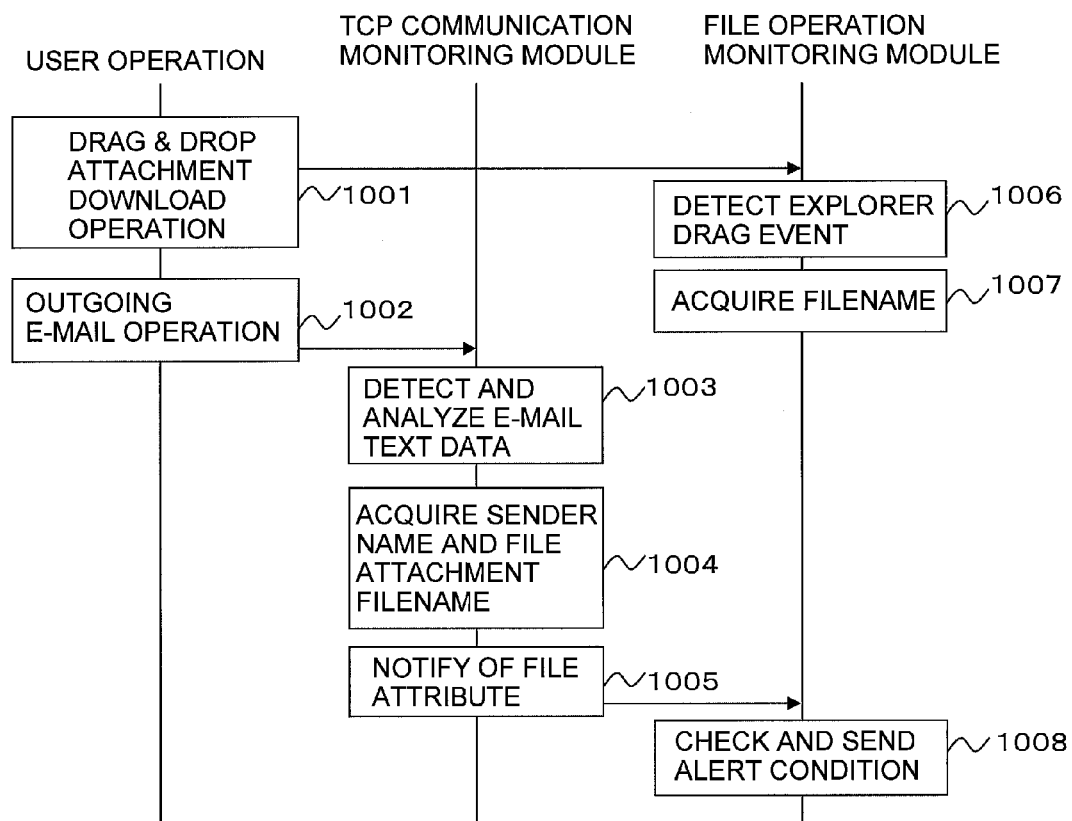 USER OPERATION
TCP COMMUNICATION
MONITORING MODULE
FILE OPERATION
MONITORING MODULE
DRAG & DROP
ATTACHMENT
DOWNLOAD
OPERATION
1001
DETECT EXPLORER
DRAG EVENT
1006
ACQUIRE FILENAME
1007
OUTGOING
E-MAIL OPERATION
1002
DETECT AND
ANALYZE E-MAIL
TEXT DATA
1003
ACQUIRE SENDER
NAME AND FILE
ATTACHMENT
FILENAME
1004
NOTIFY OF FILE
ATTRIBUTE
1005
CHECK AND SEND
ALERT CONDITION
1008